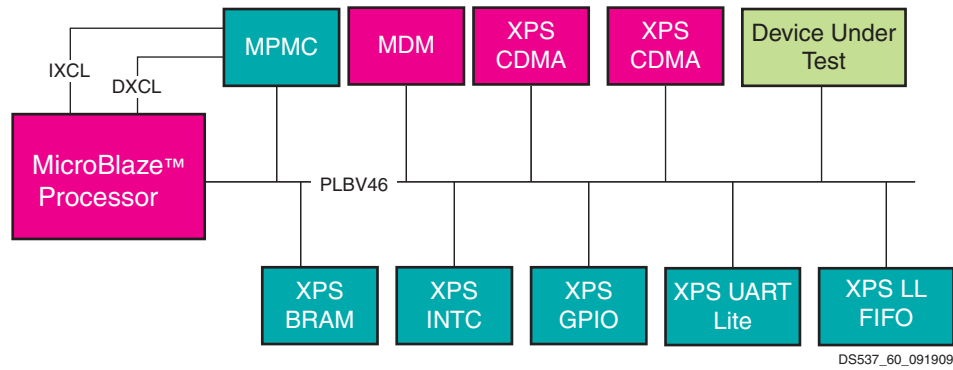 MPMC
MDM
XPS
CDMA
XPS
CDMA
Device Under
Test
IXCL
DXCL
MicroBlaze™
Processor
PLBV46
XPS
BRAM
XPS
INTC
XPS
GPIO
XPS UART
Lite
XPS LL
FIFO
DS537_60_091909